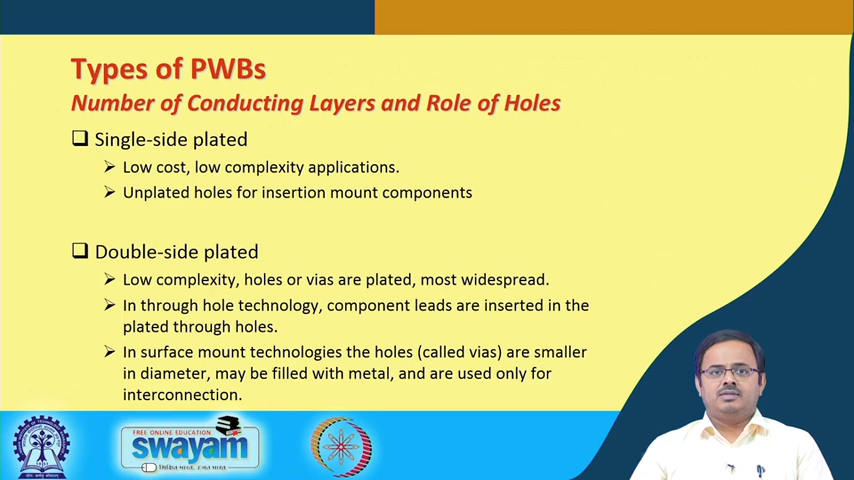 Types of PWBs
Number of Conducting Layers and Role of Holes
❑ Single-side plated
➢ Low cost, low complexity applications.
➢ Unplated holes for insertion mount components
❑ Double-side plated
➢ Low complexity, holes or vias are plated, most widespread.
➢ In through hole technology, component leads are inserted in the
plated through holes.
➢ In surface mount technologies the holes (called vias) are smaller
in diameter, may be filled with metal, and are used only for
interconnection.
FREE ONLINE EDUCATION
swayam
शिक्षित भारत, उन्नत भारत